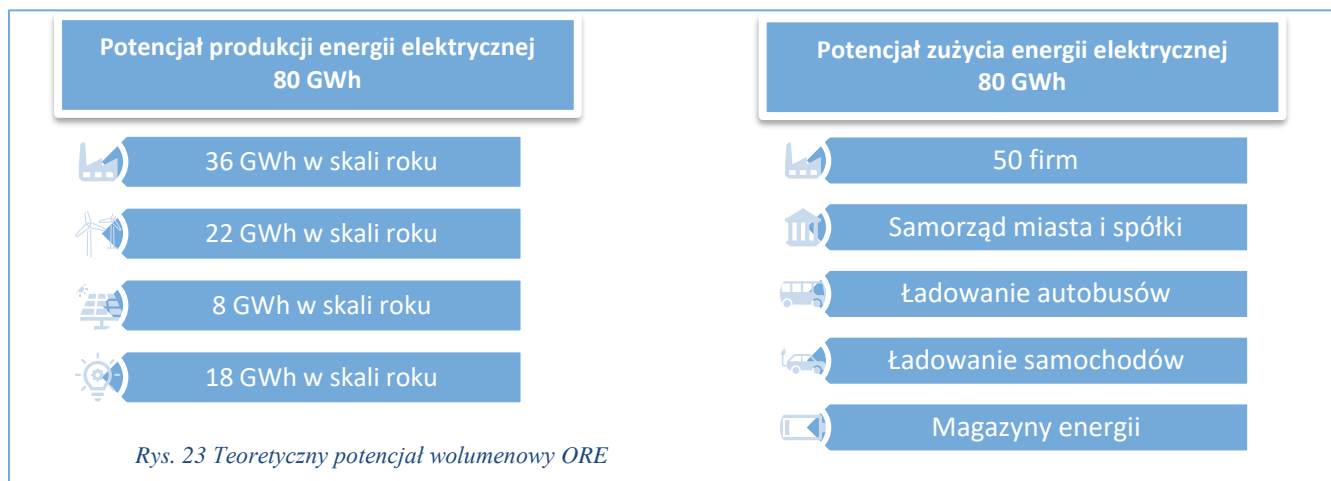 Potencjał produkcji energii elektrycznej
80 GWh
36 GWh w skali roku
22 GWh w skali roku
8 GWh w skali roku
18 GWh w skali roku
Rys. 23 Teoretyczny potencjał wolumenowy ORE
Potencjał zużycia energii elektrycznej
80 GWh
50 firm
Samorząd miasta i spółki
Ładowanie autobusów
Ładowanie samochodów
Magazyny energii